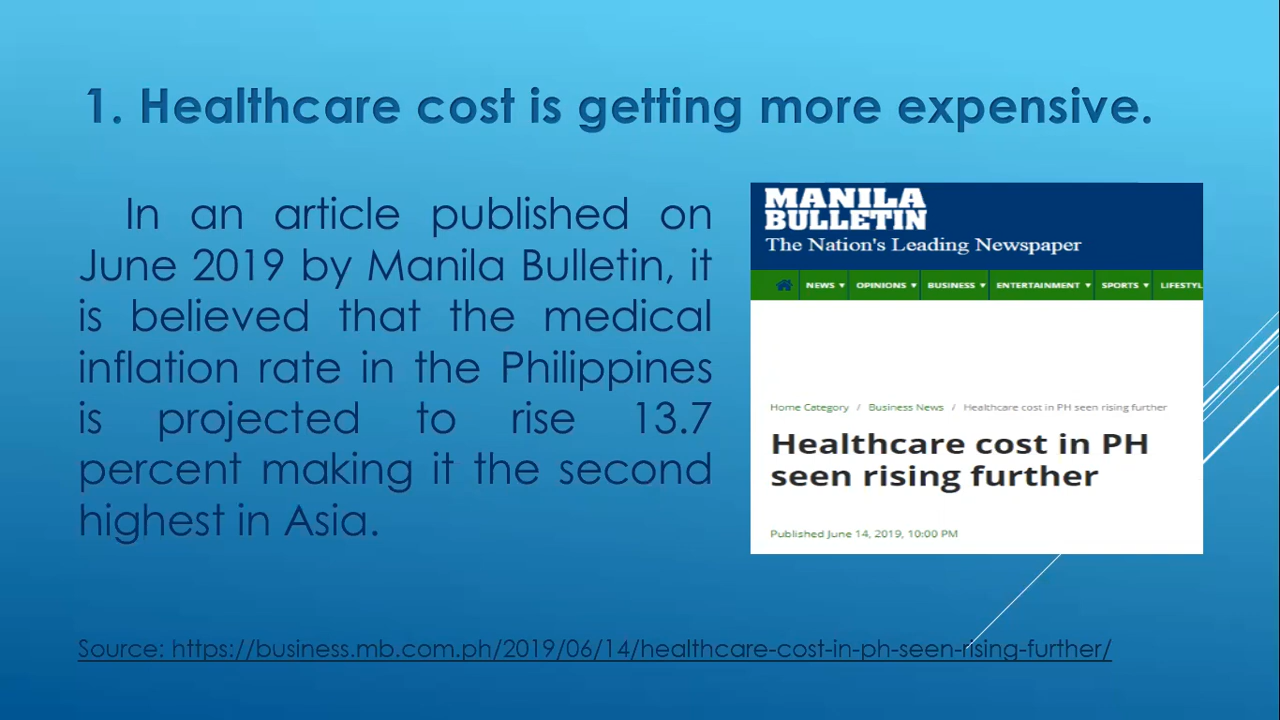 1. Healthcare cost is getting more expensive.
In an article published on
June 2019 by Manila Bulletin, it
is believed that the medical
inflation rate in the Philippines
is projected to rise 13.7
percent making it the second
highest in Asia.
MANILA
BULLETIN
The Nation's Leading Newspaper
NEWS ▾ OPINIONS ▾ BUSINESS ▾ ENTERTAINMENT ▾ SPORTS ▾ LIFESTYL
Home Category / Business News / Healthcare cost in PH seen rising further
Healthcare cost in PH
seen rising further
Published June 14, 2019, 10:00 PM
Source: https://business.mb.com.ph/2019/06/14/healthcare-cost-in-ph-seen-rising-further/